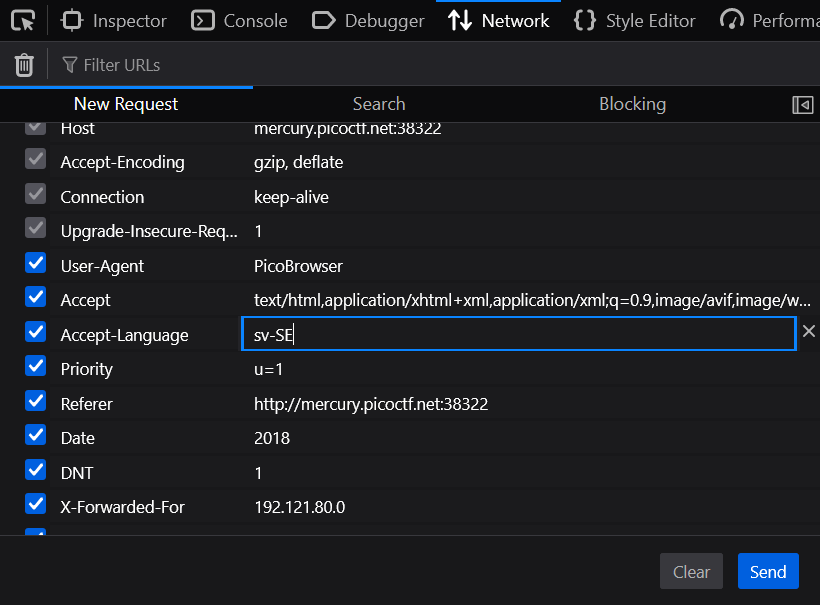 Inspector Console Debugger Network Style Editor Performa
Filter URLs
New Request Search Blocking
Host mercury.picoctf.net:38322
Accept-Encoding gzip, deflate
Connection keep-alive
Upgrade-Insecure-Req... 1
User-Agent PicoBrowser
Accept text/html,application/xhtml+xml,application/xml;q=0.9,image/avif,image/w...
Accept-Language sv-SE
Priority u=1
Referer http://mercury.picoctf.net:38322
Date 2018
DNT 1
X-Forwarded-For 192.121.80.0
Clear Send